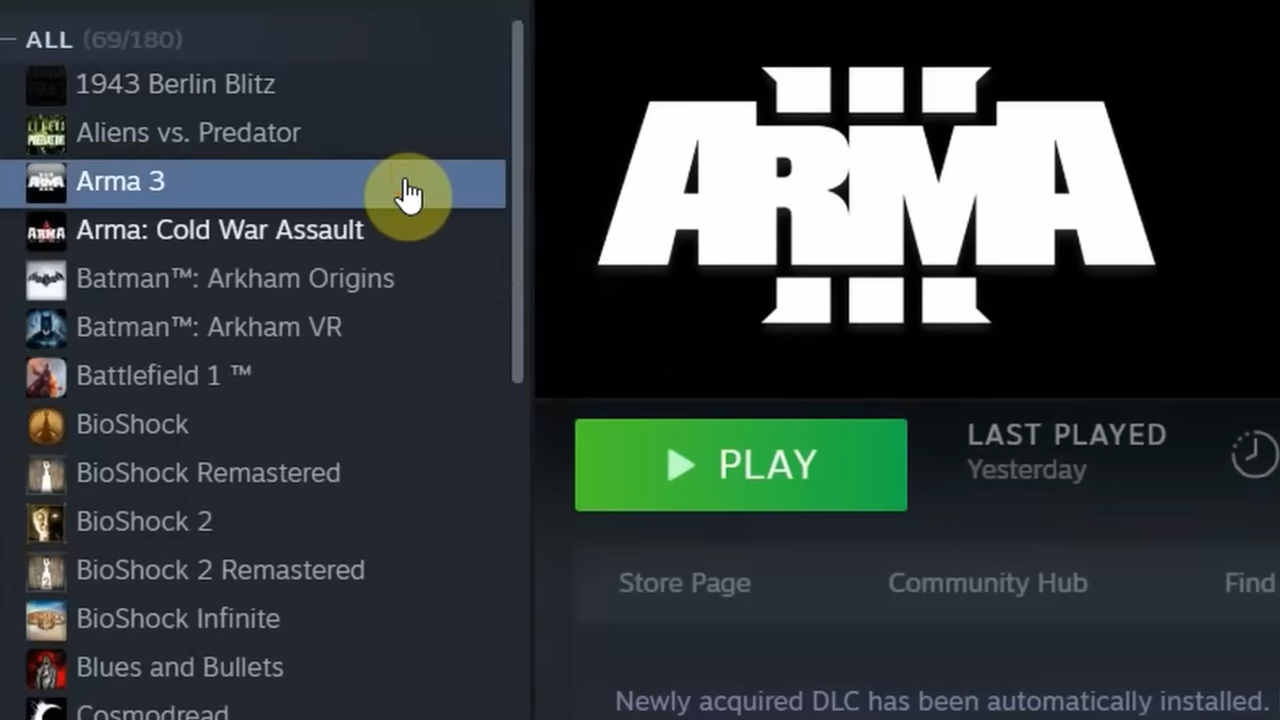 ALL (69/180)
1943 Berlin Blitz
Aliens vs. Predator
Arma 3
Arma: Cold War Assault
Batman™: Arkham Origins
Batman™: Arkham VR
Battlefield 1 ™
BioShock
BioShock Remastered
BioShock 2
BioShock 2 Remastered
BioShock Infinite
Blues and Bullets
Cosmodread
III
ARMA
III
PLAY
LAST PLAYED
Yesterday
Store Page
Community Hub
Find
Newly acquired DLC has been automatically installed.